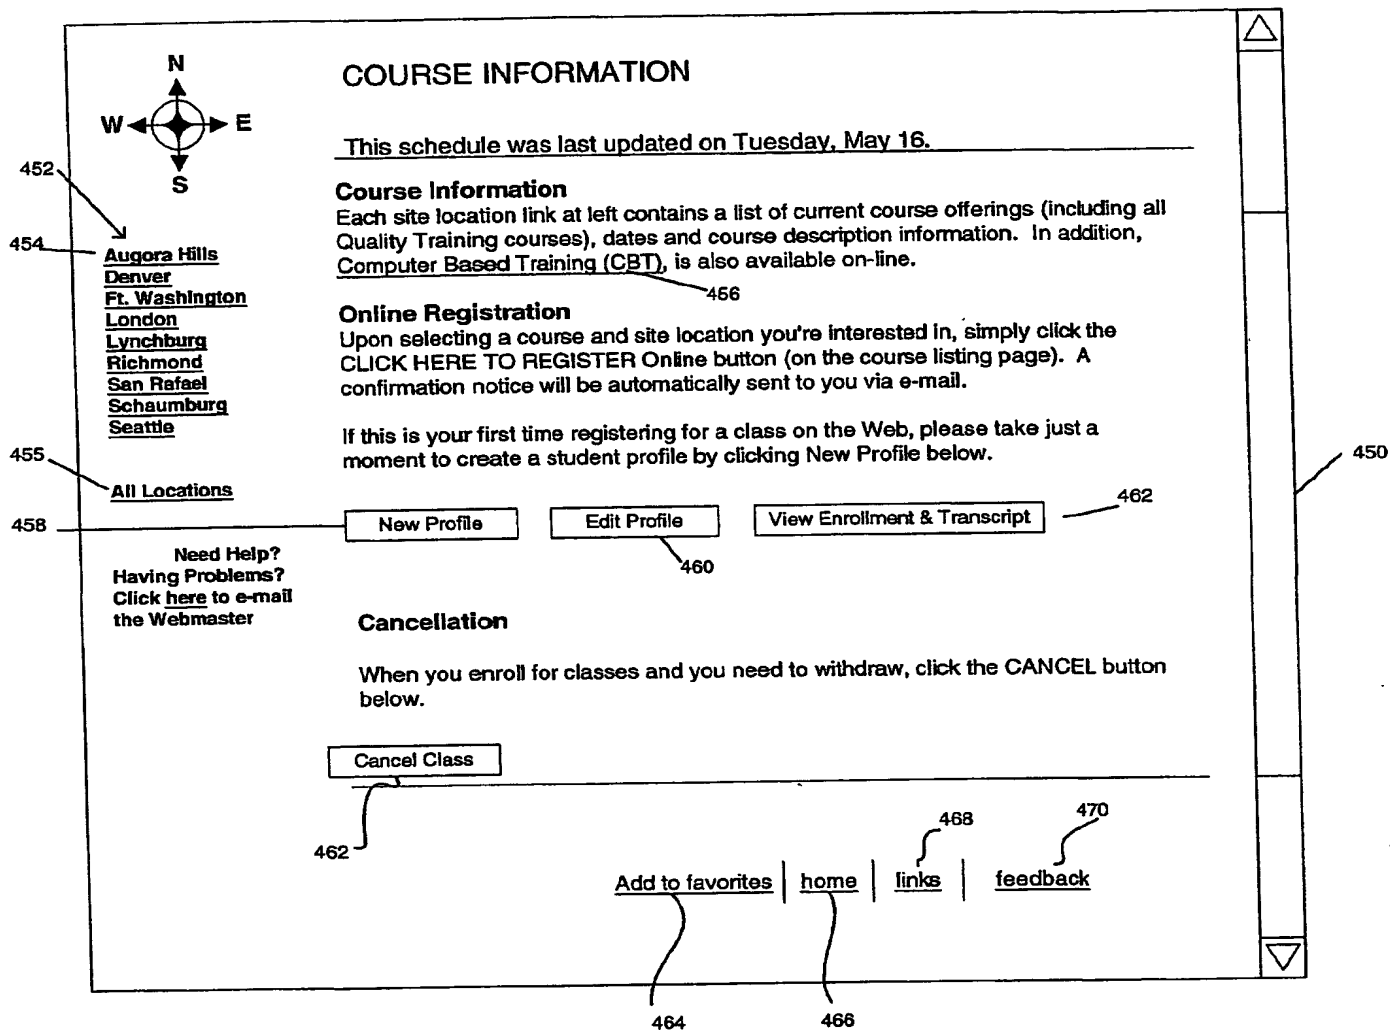 N
W E
S
COURSE INFORMATION
This schedule was last updated on Tuesday, May 16.
452
454
Augora Hills
Denver
Ft. Washington
London
Lynchburg
Richmond
San Rafael
Schaumburg
Seattle
455
All Locations
458
Need Help?
Having Problems?
Click here to e-mail
the Webmaster
Course Information
Each site location link at left contains a list of current course offerings (including all
Quality Training courses), dates and course description information. In addition,
Computer Based Training (CBT), is also available on-line.
456
Online Registration
Upon selecting a course and site location you're interested in, simply click the
CLICK HERE TO REGISTER Online button (on the course listing page). A
confirmation notice will be automatically sent to you via e-mail.
If this is your first time registering for a class on the Web, please take just a
moment to create a student profile by clicking New Profile below.
450
New Profile Edit Profile View Enrollment & Transcript 462
460
Cancellation
When you enroll for classes and you need to withdraw, click the CANCEL button
below.
Cancel Class
462
468 470
Add to favorites | home | links | feedback
464 466